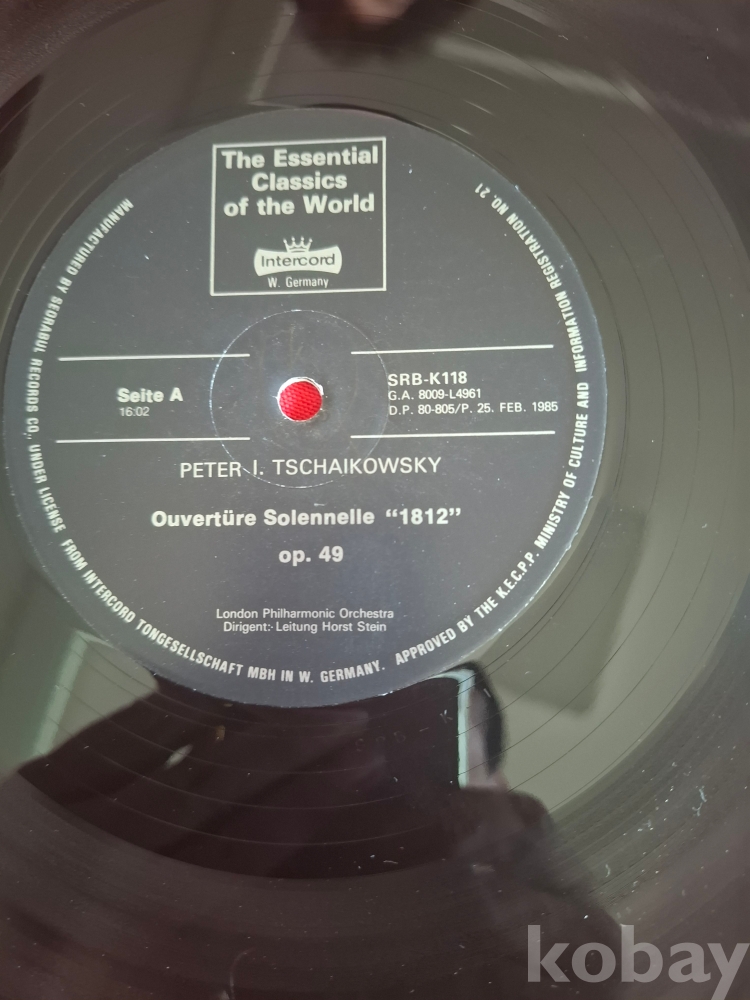 The Essential
Classics
of the World
Intercord
W. Germany
Seite A
16:02
SRB-K118
G.A. 8009-L4961
D.P. 80-805/P. 25. FEB. 1985
PETER I. TSCHAIKOWSKY
Ouvertüre Solennelle "1812"
op. 49
London Philharmonic Orchestra
Dirigent:- Leitung Horst Stein
MANUFACTURED BY SEORABUL RECORDS CO., UNDER LICENSE FROM INTERCORD TONGESELLSCHAFT MBH IN W. GERMANY. APPROVED BY THE K.E.C.P.P. MINISTRY OF CULTURE AND INFORMATION REGISTRATION NO. 21
kobay